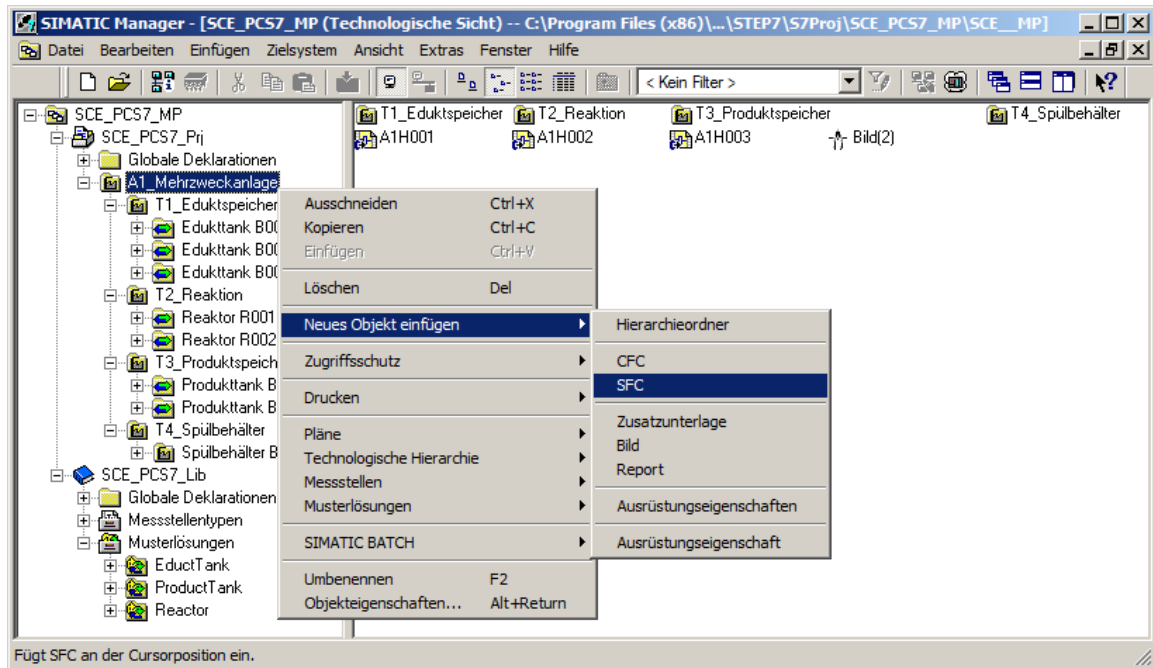 SIMATIC Manager - [SCE_PCS7_MP (Technologische Sicht) -- C:\Program Files (x86)\...\STEP7\S7Proj\SCE_PCS7_MP\SCE__MP]
Datei Bearbeiten Einfügen Zielsystem Ansicht Extras Fenster Hilfe
< Kein Filter >
SCE_PCS7_MP
SCE_PCS7_Prj
Globale Deklarationen
A1_Mehrzweckanlage
T1_Eduktspeicher
Edukttank B00
Edukttank B00
Edukttank B00
T2_Reaktion
Reaktor R001
Reaktor R002
T3_Produktspeich
Produkttank B
Produkttank B
T4_Spülbehälter
Spülbehälter B
SCE_PCS7_Lib
Globale Deklarationen
Messstellentypen
Musterlösungen
EductTank
ProductTank
Reactor
T1_Eduktspeicher T2_Reaktion T3_Produktspeicher T4_Spülbehälter
A1H001 A1H002 A1H003 Bild(2)
Ausschneiden Ctrl+X
Kopieren Ctrl+C
Einfügen Ctrl+V
Löschen Del
Neues Objekt einfügen
Zugriffsschutz
Drucken
Pläne
Technologische Hierarchie
Messstellen
Musterlösungen
SIMATIC BATCH
Umbenennen F2
Objekteigenschaften... Alt+Return
Hierarchieordner
CFC
SFC
Zusatzunterlage
Bild
Report
Ausrüstungseigenschaften
Ausrüstungseigenschaft
Fügt SFC an der Cursorposition ein.